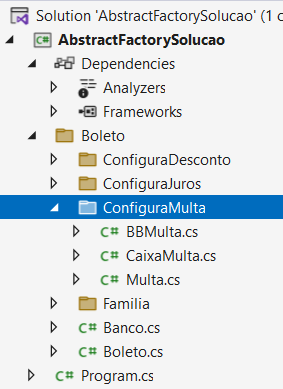 Solution 'AbstractFactorySolucao' (1 c
C# AbstractFactorySolucao
Dependencies
Analyzers
Frameworks
Boleto
ConfiguraDesconto
ConfiguraJuros
ConfiguraMulta
C# BBMulta.cs
C# CaixaMulta.cs
C# Multa.cs
Familia
C# Banco.cs
C# Boleto.cs
C# Program.cs